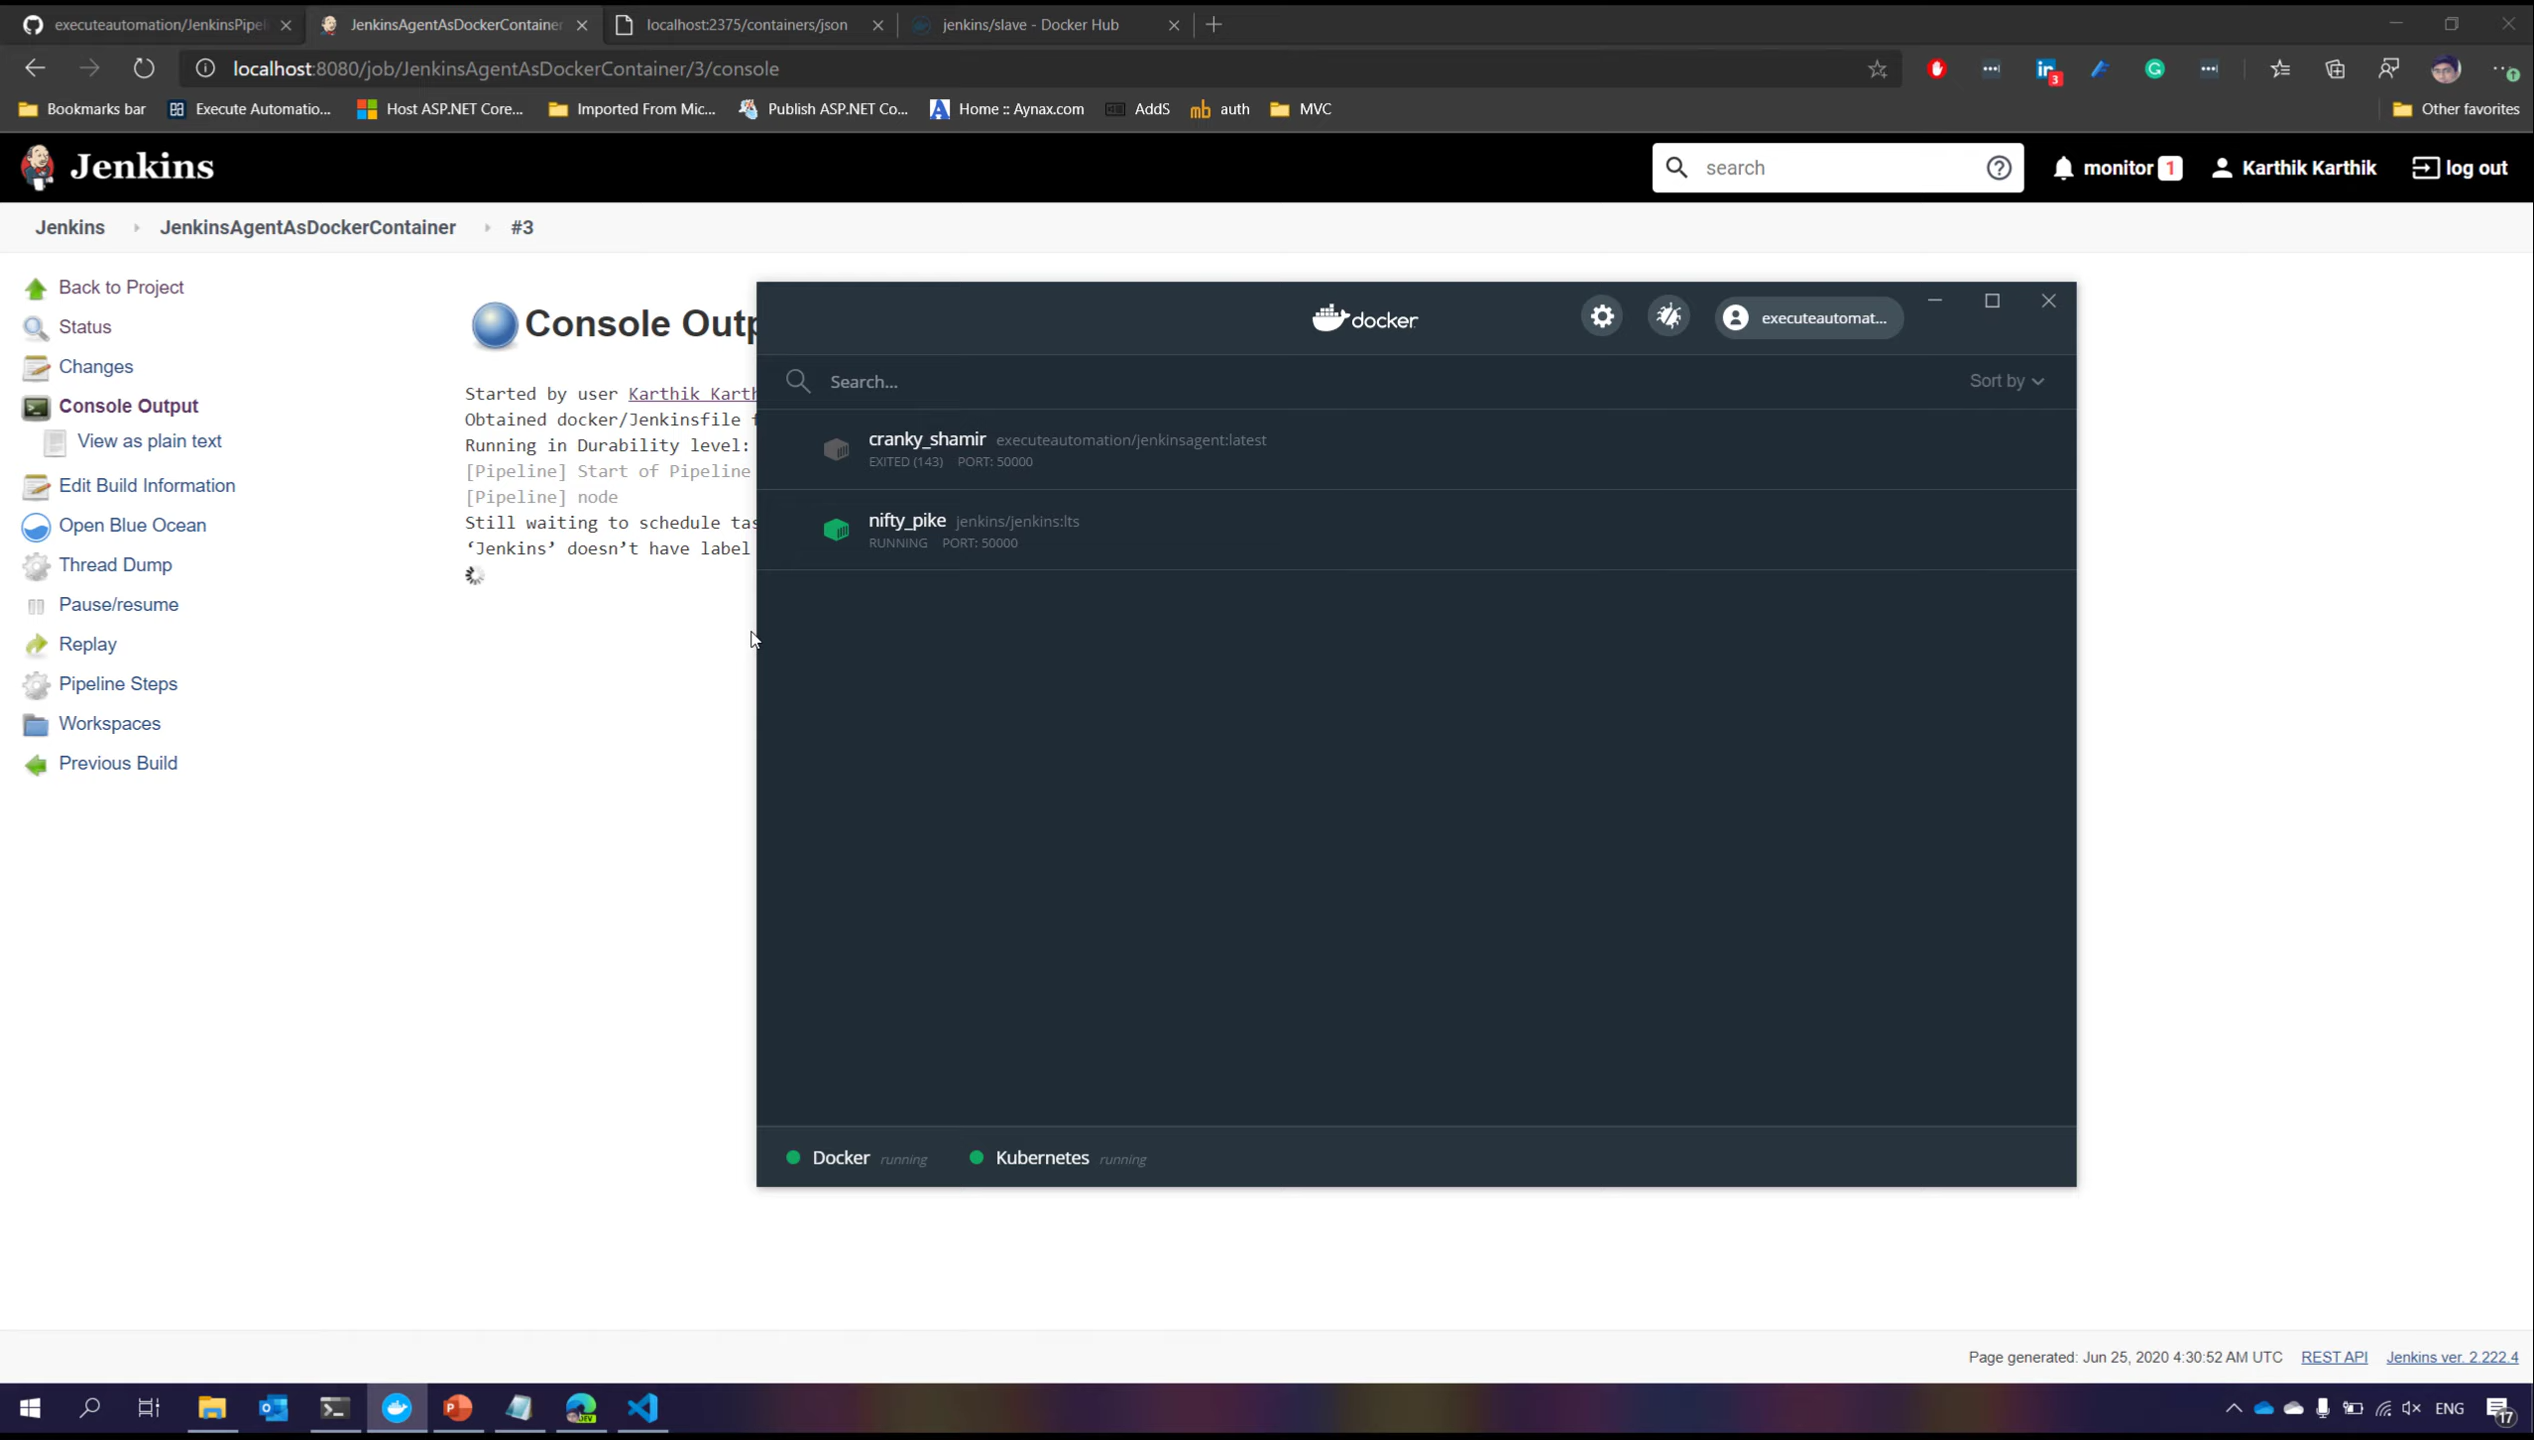 executeautomation/JenkinsPipel
JenkinsAgentAsDockerContainer
localhost:2375/containers/json
jenkins/slave - Docker Hub
localhost:8080/job/JenkinsAgentAsDockerContainer/3/console
3
Bookmarks bar
Execute Automatio...
Host ASP.NET Core...
Imported From Mic...
Publish ASP.NET Co...
Home :: Aynax.com
AddS
mb auth
MVC
Other favorites
Jenkins
search
monitor 1
Karthik Karthik
log out
Jenkins
JenkinsAgentAsDockerContainer
#3
Back to Project
Status
Changes
Console Output
View as plain text
Edit Build Information
Open Blue Ocean
Thread Dump
Pause/resume
Replay
Pipeline Steps
Workspaces
Previous Build
Console Outp
Started by user Karthik Karth
Obtained docker/Jenkinsfile f
Running in Durability level:
[Pipeline] Start of Pipeline
[Pipeline] node
Still waiting to schedule tas
‘Jenkins’ doesn’t have label
docker
executeautomat...
Search...
Sort by
cranky_shamir executeautomation/jenkinsagent:latest
EXITED (143) PORT: 50000
nifty_pike jenkins/jenkins:lts
RUNNING PORT: 50000
Docker running
Kubernetes running
Page generated: Jun 25, 2020 4:30:52 AM UTC
REST API
Jenkins ver. 2.222.4
DEV
ENG
17